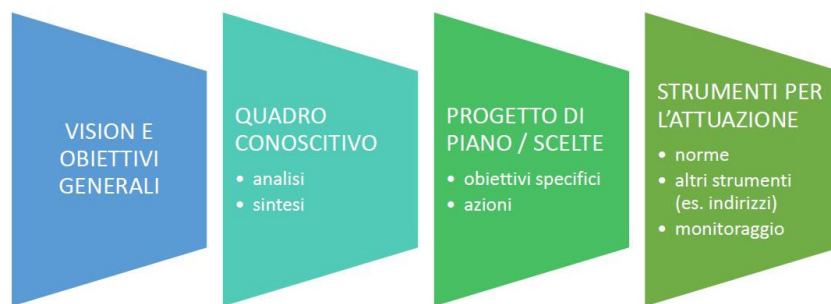 VISION E
OBIETTIVI
GENERALI
QUADRO
CONOSCITIVO
• analisi
• sintesi
PROGETTO DI
PIANO / SCELTE
• obiettivi specifici
• azioni
STRUMENTI PER
L’ATTUAZIONE
• norme
• altri strumenti
(es. indirizzi)
• monitoraggio